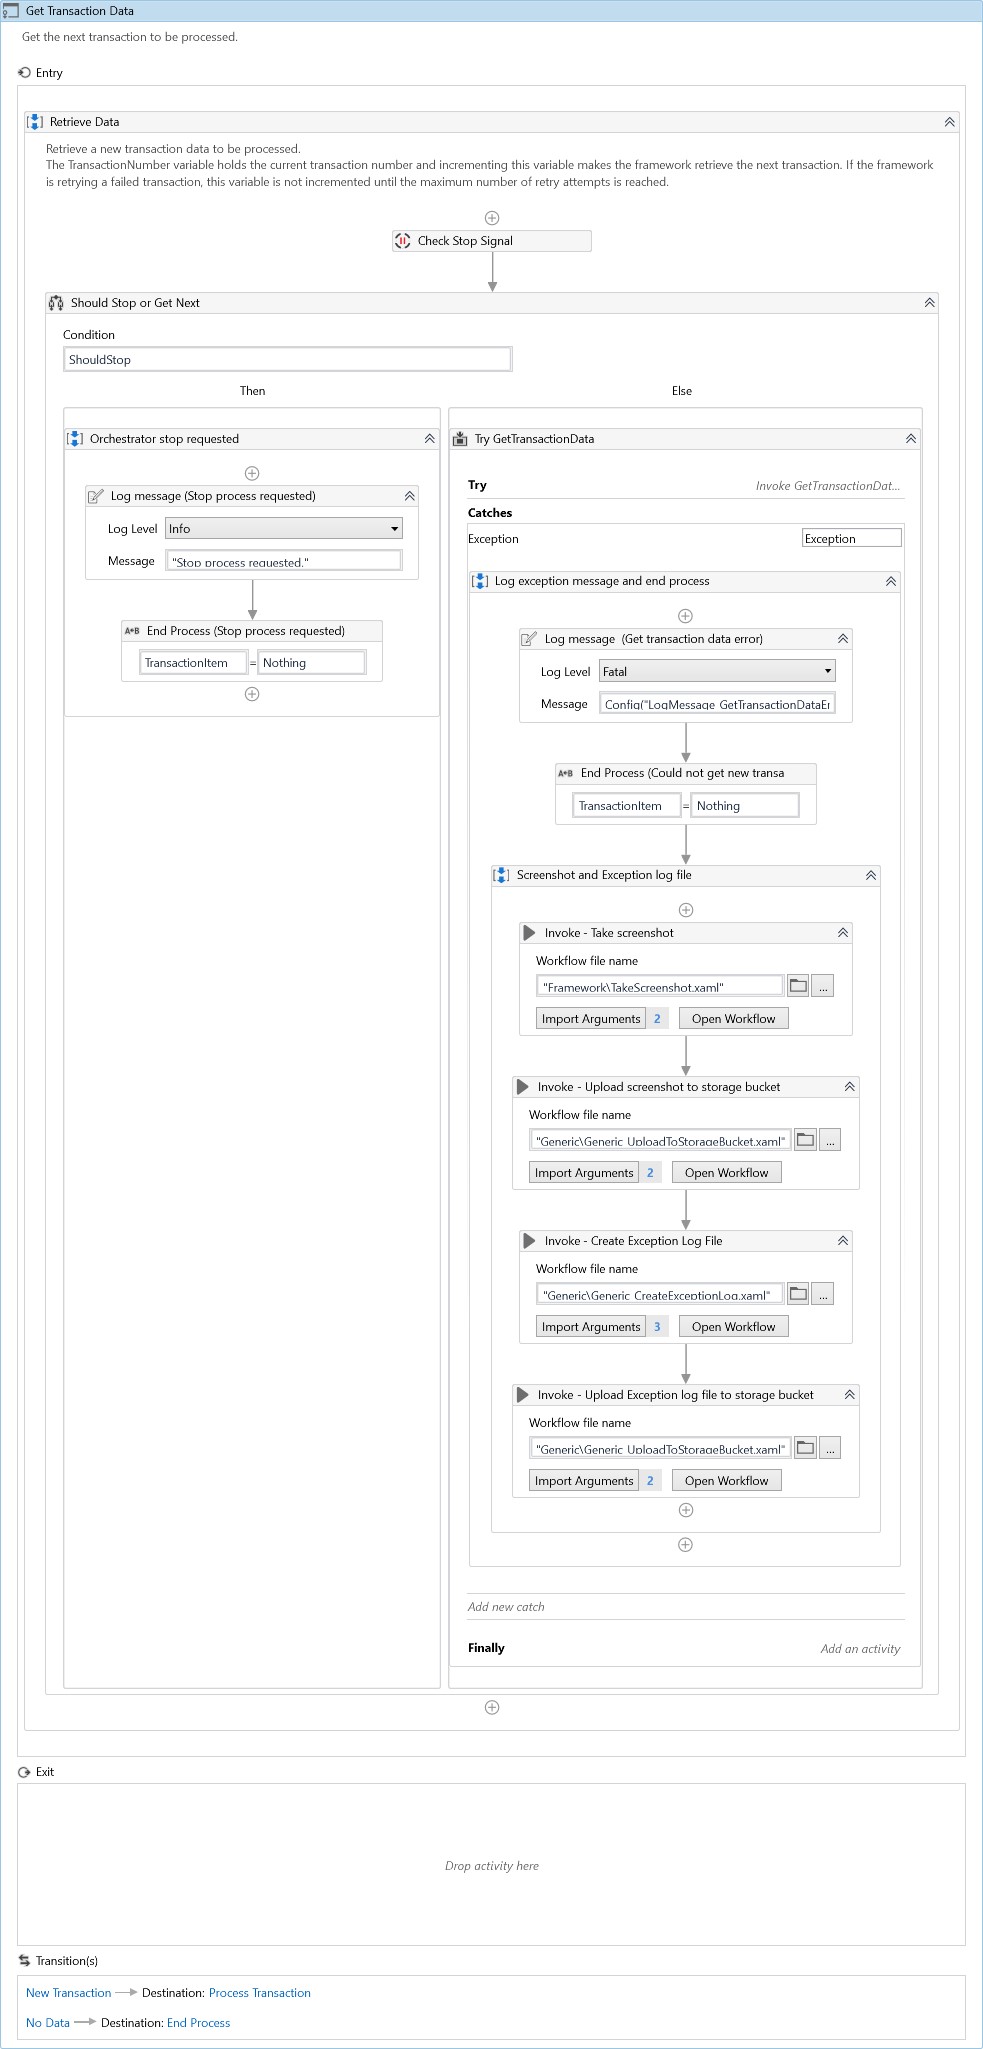 Get Transaction Data
Get the next transaction to be processed.
Entry
Retrieve Data
Retrieve a new transaction data to be processed.
The TransactionNumber variable holds the current transaction number and incrementing this variable makes the framework retrieve the next transaction. If the framework
is retrying a failed transaction, this variable is not incremented until the maximum number of retry attempts is reached.
Check Stop Signal
Should Stop or Get Next
Condition
ShouldStop
Then
Orchestrator stop requested
Log message (Stop process requested)
Log Level Info
Message "Stop process requested."
A*B End Process (Stop process requested)
TransactionItem = Nothing
Else
Try GetTransactionData
Try Invoke GetTransactionDat...
Catches
Exception Exception
Log exception message and end process
Log message (Get transaction data error)
Log Level Fatal
Message Config("LogMessage_GetTransactionDataEr
A*B End Process (Could not get new transa
TransactionItem = Nothing
Screenshot and Exception log file
Invoke - Take screenshot
Workflow file name
"Framework\TakeScreenshot.xaml" ...
Import Arguments 2 Open Workflow
Invoke - Upload screenshot to storage bucket
Workflow file name
"Generic\Generic_UploadToStorageBucket.xaml" ...
Import Arguments 2 Open Workflow
Invoke - Create Exception Log File
Workflow file name
"Generic\Generic_CreateExceptionLog.xaml" ...
Import Arguments 3 Open Workflow
Invoke - Upload Exception log file to storage bucket
Workflow file name
"Generic\Generic_UploadToStorageBucket.xaml" ...
Import Arguments 2 Open Workflow
Add new catch
Finally Add an activity
Exit
Drop activity here
Transition(s)
New Transaction Destination: Process Transaction
No Data Destination: End Process